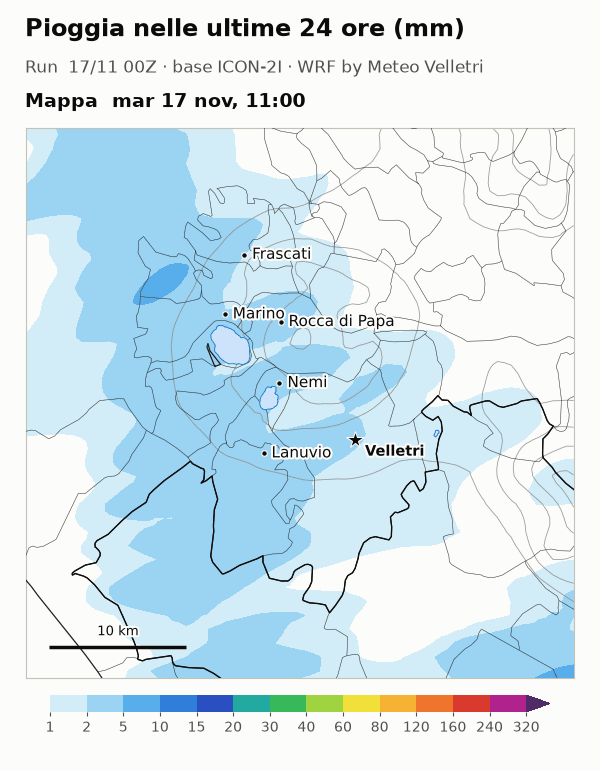 Pioggia nelle ultime 24 ore (mm)
Run  17/11 00Z · base ICON-2I · WRF by Meteo Velletri
Mappa  mar 17 nov, 11:00
Frascati
Marino
Rocca di Papa
Nemi
Velletri
Lanuvio
10 km
1 2 5 10 15 20 30 40 60 80 120 160 240 320